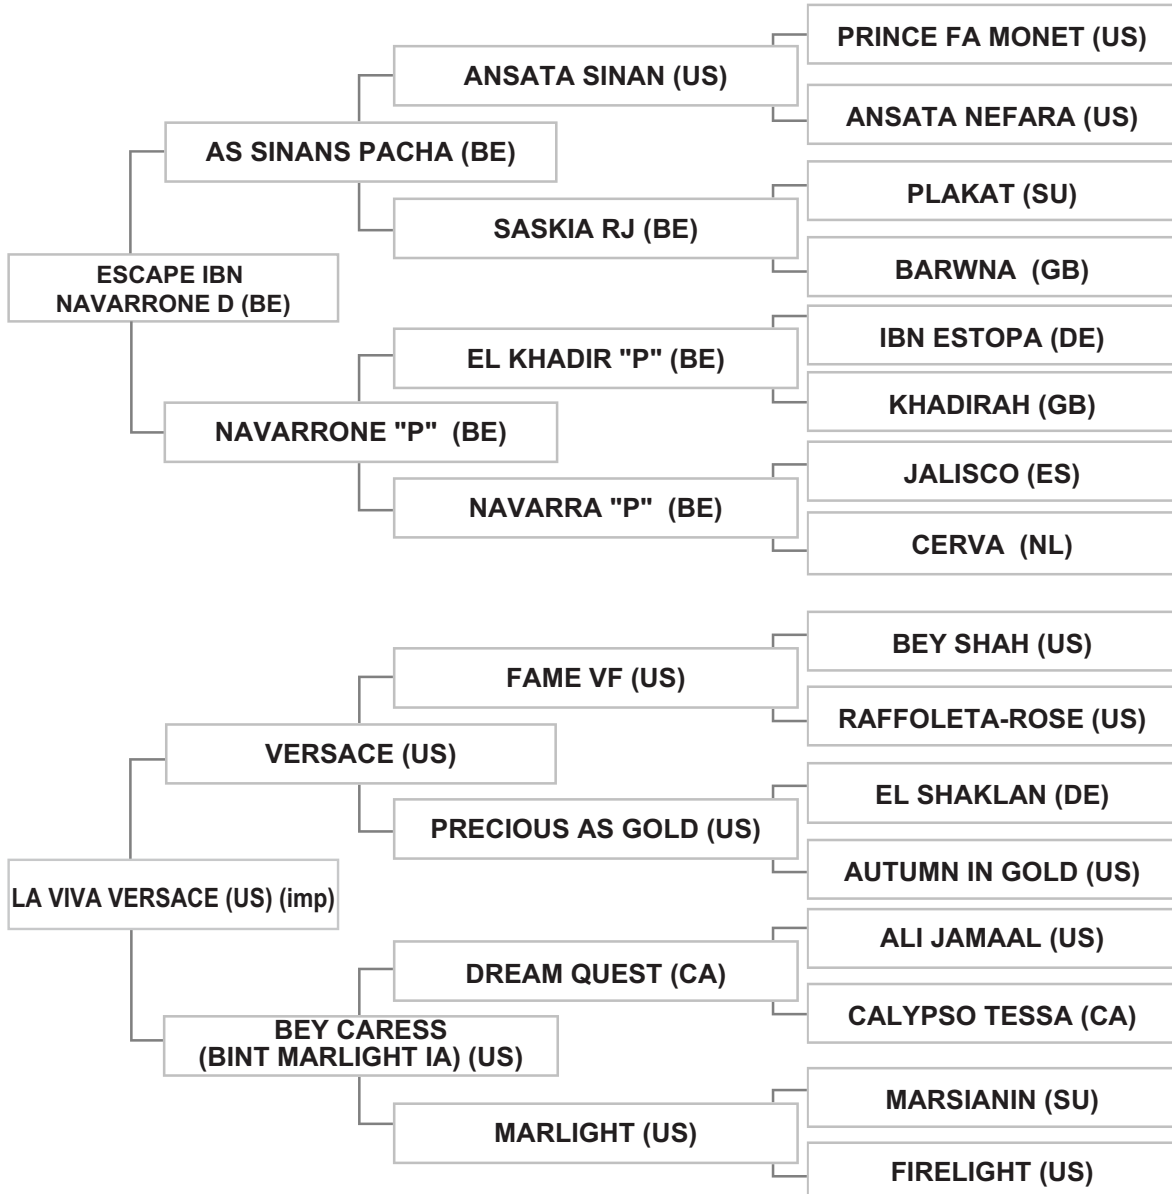 PRINCE FA MONET (US)
ANSATA SINAN (US)
ANSATA NEFARA (US)
AS SINANS PACHA (BE)
PLAKAT (SU)
SASKIA RJ (BE)
BARWNA (GB)
ESCAPE IBN
NAVARRONE D (BE)
IBN ESTOPA (DE)
EL KHADIR "P" (BE)
KHADIRAH (GB)
NAVARRONE "P" (BE)
JALISCO (ES)
NAVARRA "P" (BE)
CERVA (NL)
BEY SHAH (US)
FAME VF (US)
RAFFOLETA-ROSE (US)
VERSACE (US)
EL SHAKLAN (DE)
PRECIOUS AS GOLD (US)
AUTUMN IN GOLD (US)
LA VIVA VERSACE (US) (imp)
ALI JAMAAL (US)
DREAM QUEST (CA)
CALYPSO TESSA (CA)
BEY CARESS
(BINT MARLIGHT IA) (US)
MARSIANIN (SU)
MARLIGHT (US)
FIRELIGHT (US)